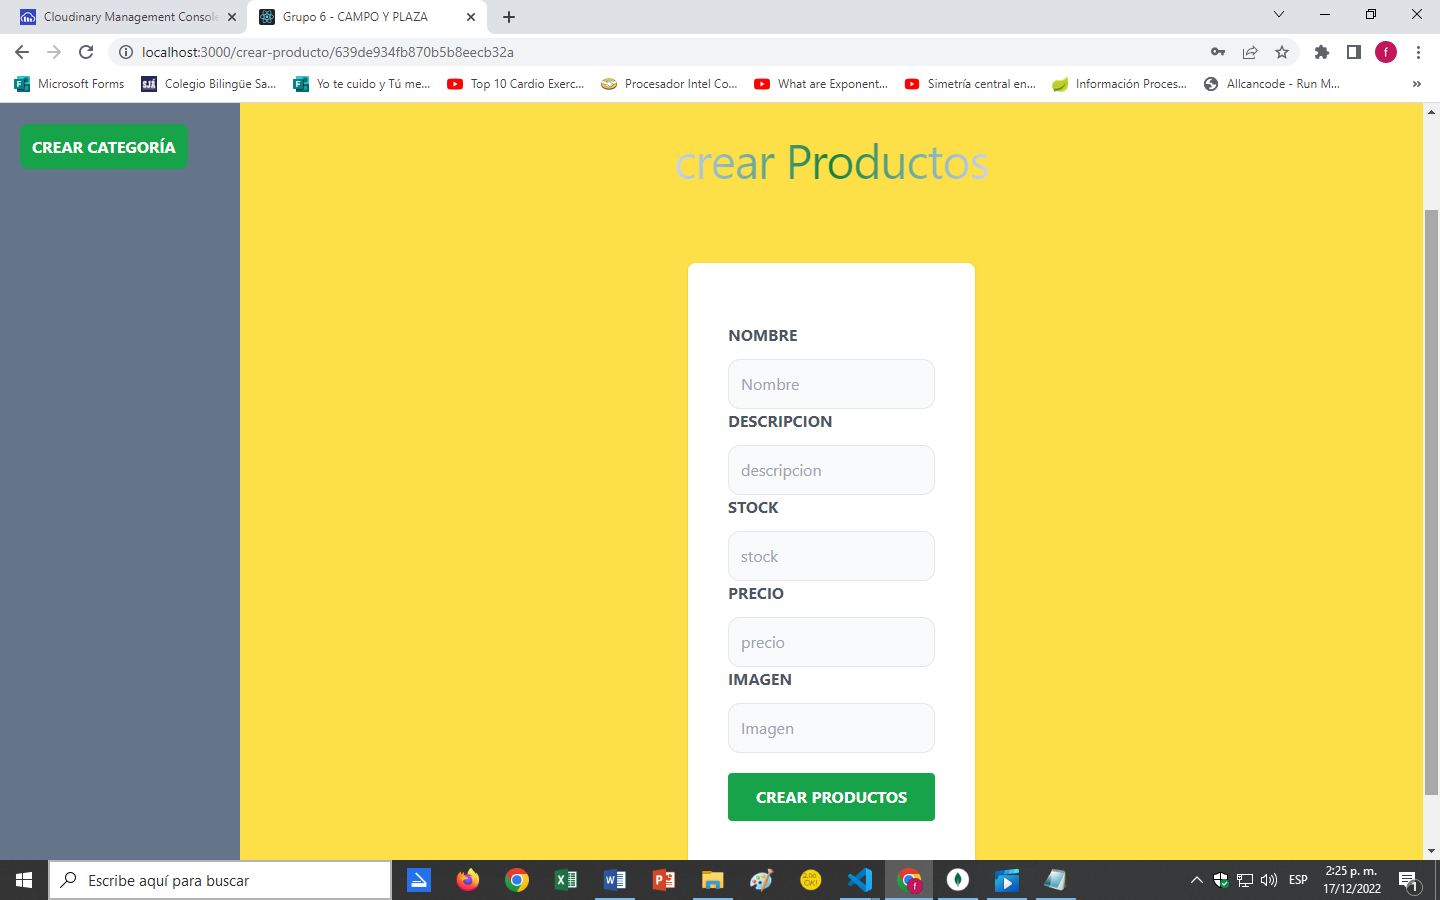 Cloudinary Management Console
Grupo 6 - CAMPO Y PLAZA
localhost:3000/crear-producto/639de934fb870b5b8eecb32a
f
Microsoft Forms
Colegio Bilingüe Sa...
Yo te cuido y Tú me...
Top 10 Cardio Exerc...
Procesador Intel Co...
What are Exponent...
Simetría central en...
Información Proces...
Allcancode - Run M...
»
CREAR CATEGORÍA
crear Productos
NOMBRE
Nombre
DESCRIPCION
descripcion
STOCK
stock
PRECIO
precio
IMAGEN
Imagen
CREAR PRODUCTOS
Escribe aquí para buscar
ESP
2:25 p. m.
17/12/2022
1